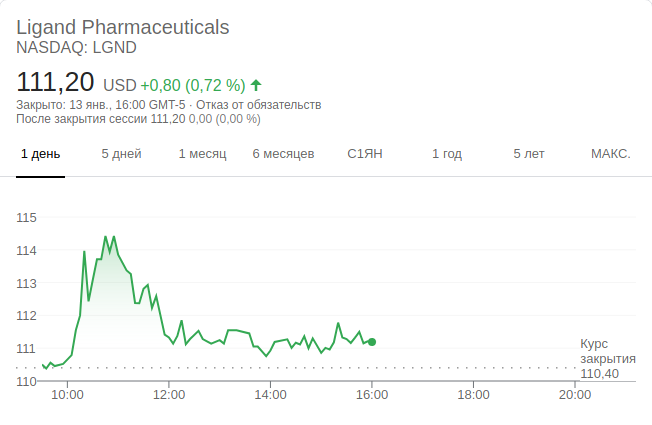 Ligand Pharmaceuticals
NASDAQ: LGND
111,20 USD +0,80 (0,72 %)
Закрыто: 13 янв., 16:00 GMT-5 · Отказ от обязательств
После закрытия сессии 111,20 0,00 (0,00 %)
1 день 5 дней 1 месяц 6 месяцев С1ЯН 1 год 5 лет МАКС.
115
114
113
112
111
110
Курс
закрытия
110,40
10:00 12:00 14:00 16:00 18:00 20:00